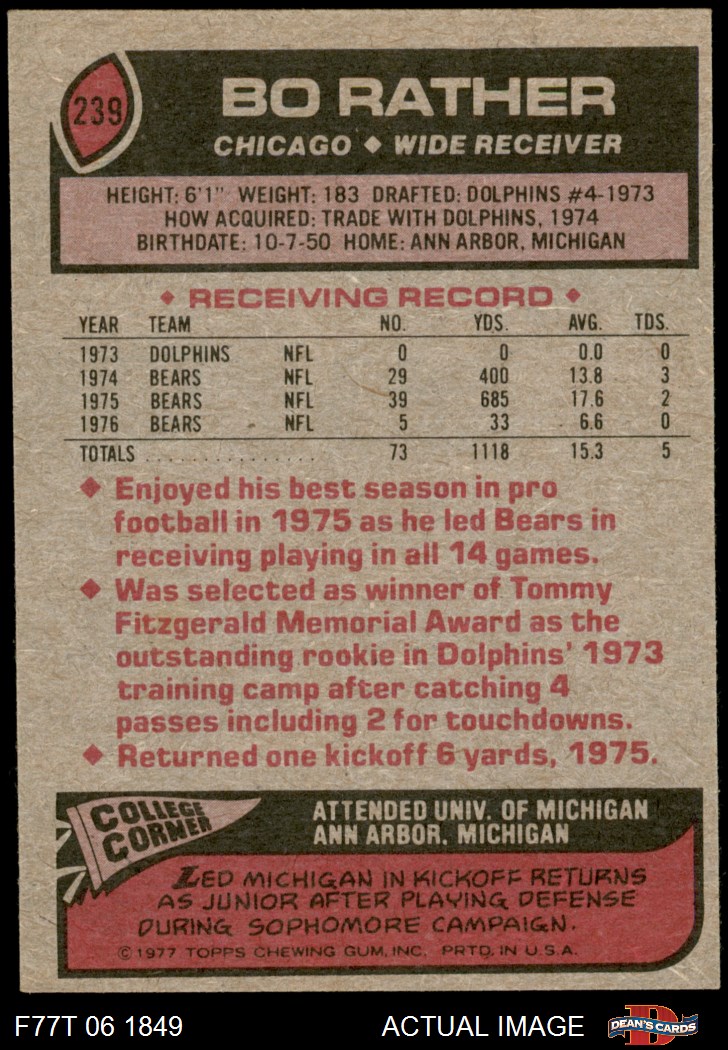 239
BO RATHER
CHICAGO ◆ WIDE RECEIVER
HEIGHT: 6'1" WEIGHT: 183 DRAFTED: DOLPHINS #4-1973
HOW ACQUIRED: TRADE WITH DOLPHINS, 1974
BIRTHDATE: 10-7-50 HOME: ANN ARBOR, MICHIGAN
◆ RECEIVING RECORD ◆
YEAR TEAM NO. YDS. AVG. TDS.
1973 DOLPHINS NFL 0 0 0.0 0
1974 BEARS NFL 29 400 13.8 3
1975 BEARS NFL 39 685 17.6 2
1976 BEARS NFL 5 33 6.6 0
TOTALS . . . . . . . . . . . . . . . . 73 1118 15.3 5
◆ Enjoyed his best season in pro
football in 1975 as he led Bears in
receiving playing in all 14 games.
◆ Was selected as winner of Tommy
Fitzgerald Memorial Award as the
outstanding rookie in Dolphins' 1973
training camp after catching 4
passes including 2 for touchdowns.
◆ Returned one kickoff 6 yards, 1975.
COLLEGE
CORNER
ATTENDED UNIV. OF MICHIGAN
ANN ARBOR, MICHIGAN
LED MICHIGAN IN KICKOFF RETURNS
AS JUNIOR AFTER PLAYING DEFENSE
DURING SOPHOMORE CAMPAIGN.
© 1977 TOPPS CHEWING GUM, INC. PRTD. IN U.S.A.
F77T 06 1849 ACTUAL IMAGE
D
DEAN'S CARDS